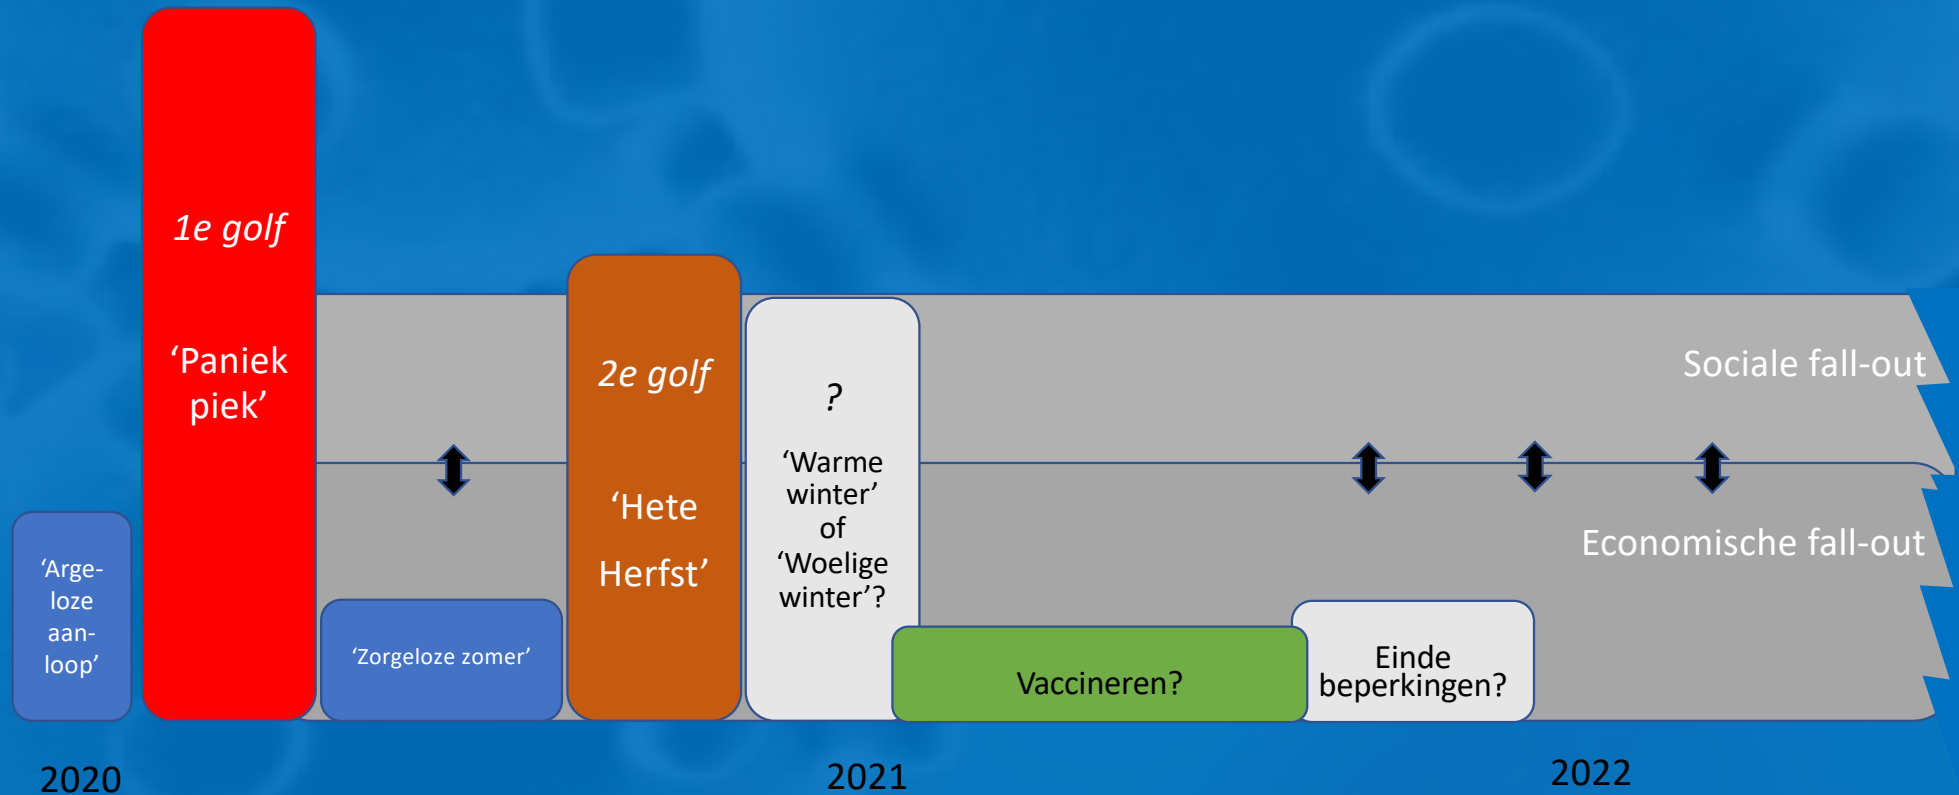 ‘Arge-
loze
aan-
loop’
1e golf
‘Paniek
piek’
‘Zorgeloze zomer’
2e golf
‘Hete
Herfst’
?
‘Warme
winter’
of
‘Woelige
winter’?
Vaccineren?
Einde
beperkingen?
Sociale fall-out
Economische fall-out
2020
2021
2022